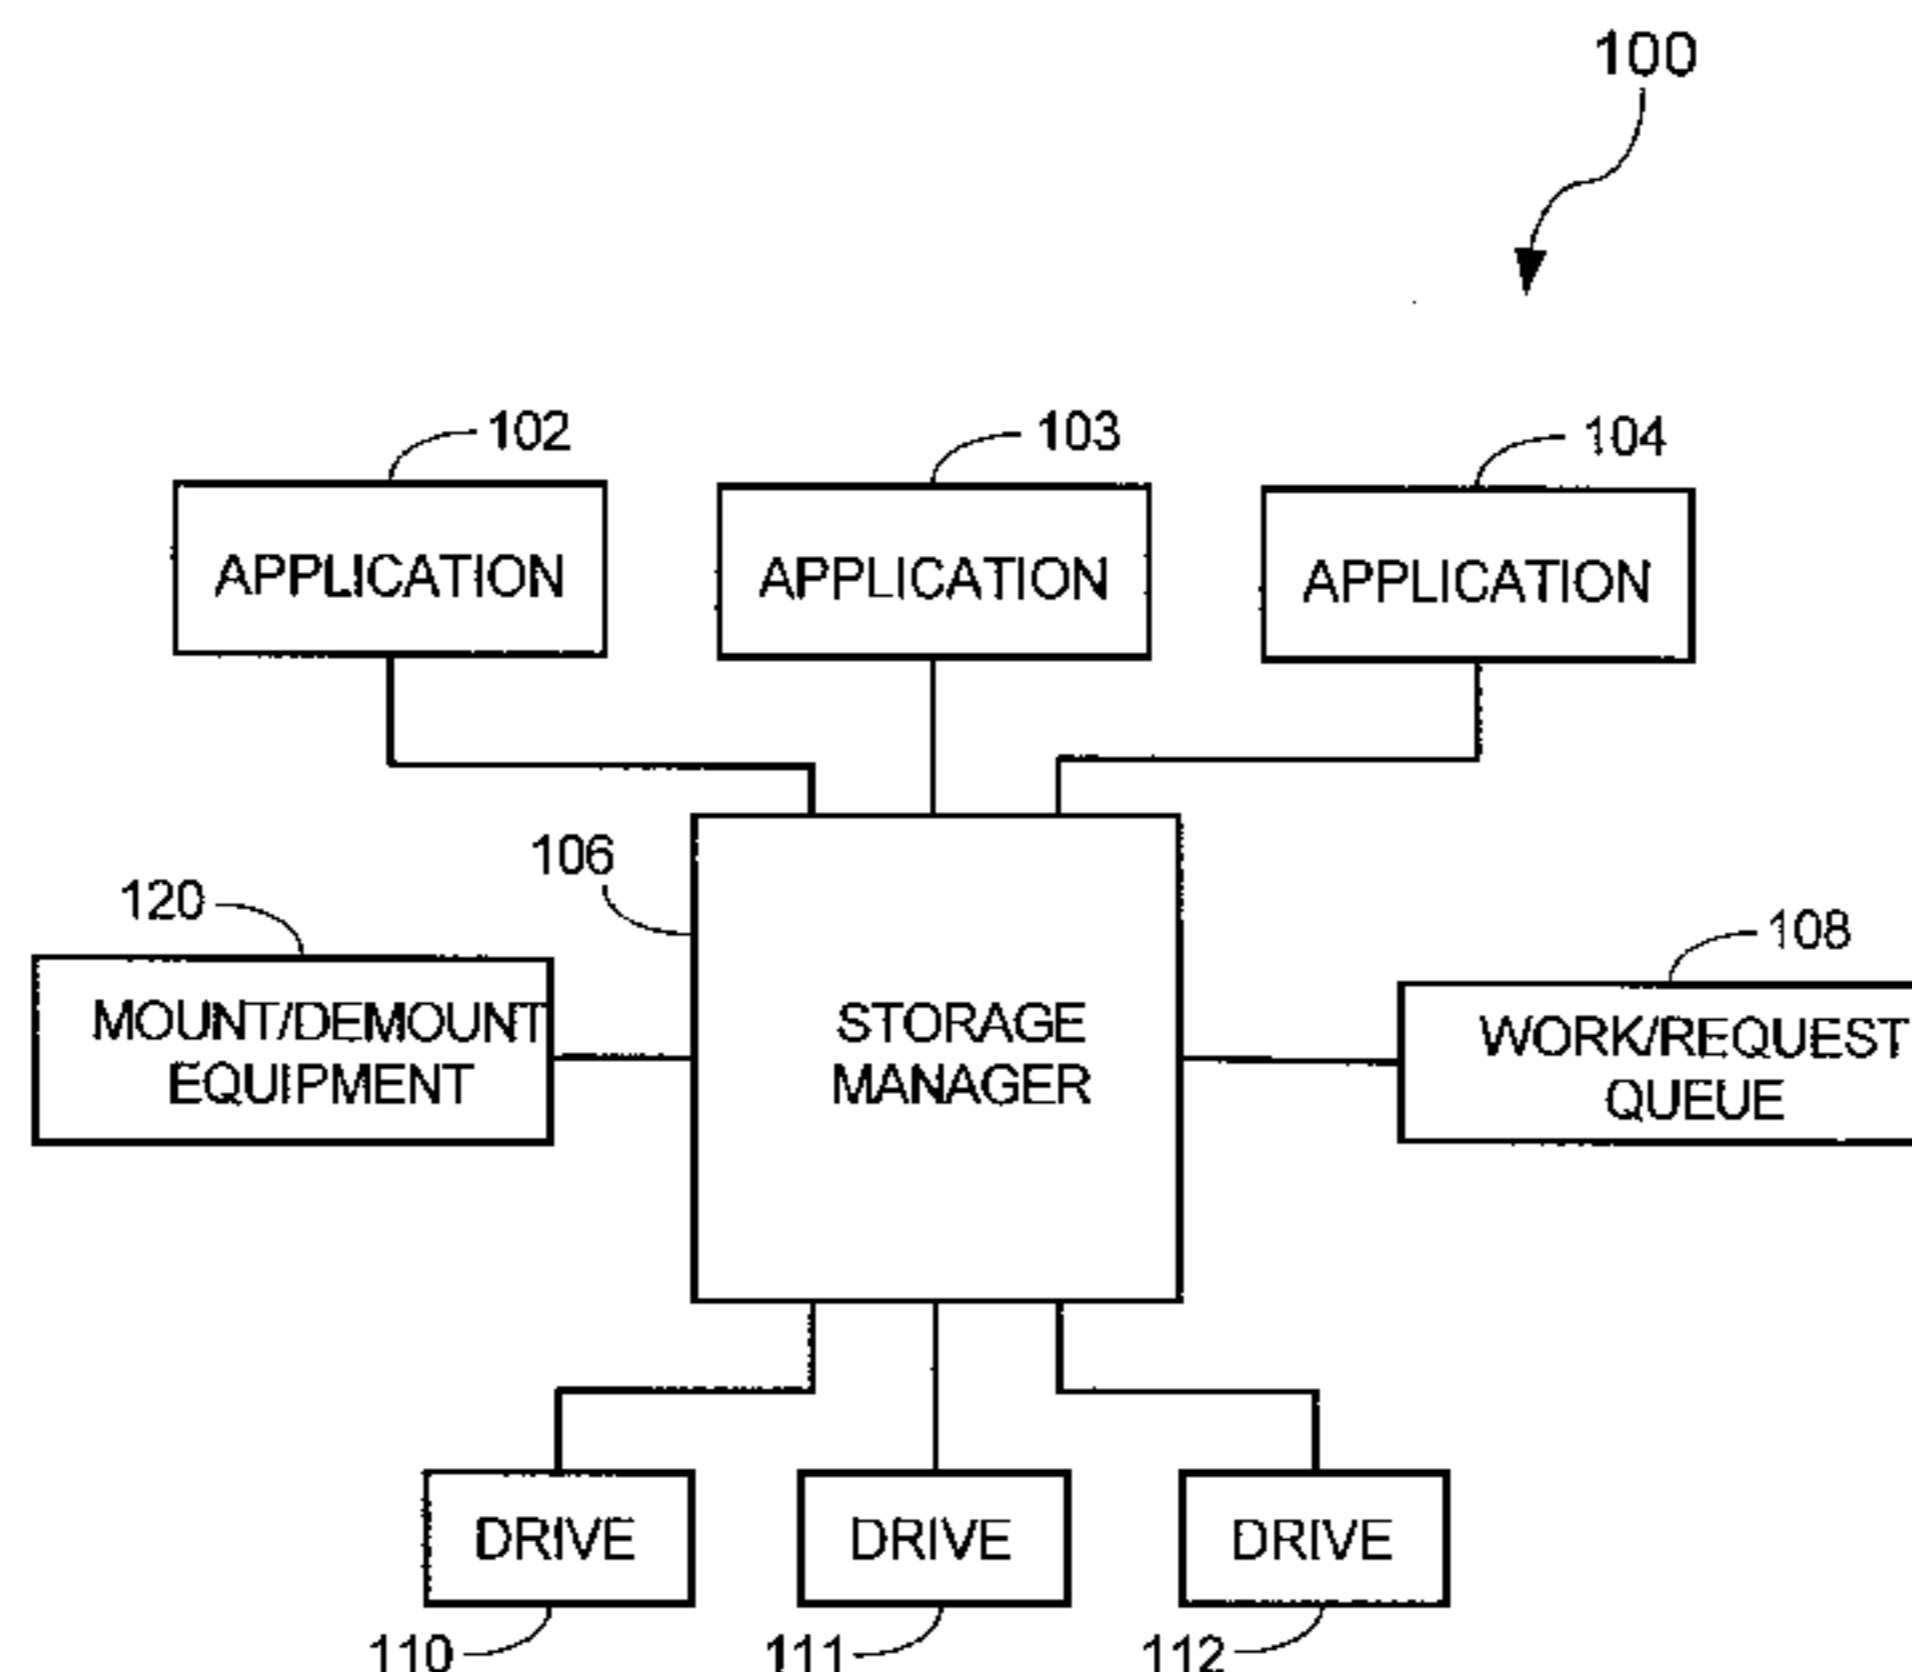 100
102
103
104
APPLICATION
APPLICATION
APPLICATION
106
120
108
MOUNT/DEMOUNT
EQUIPMENT
STORAGE
MANAGER
WORK/REQUEST
QUEUE
DRIVE
DRIVE
DRIVE
110
111
112